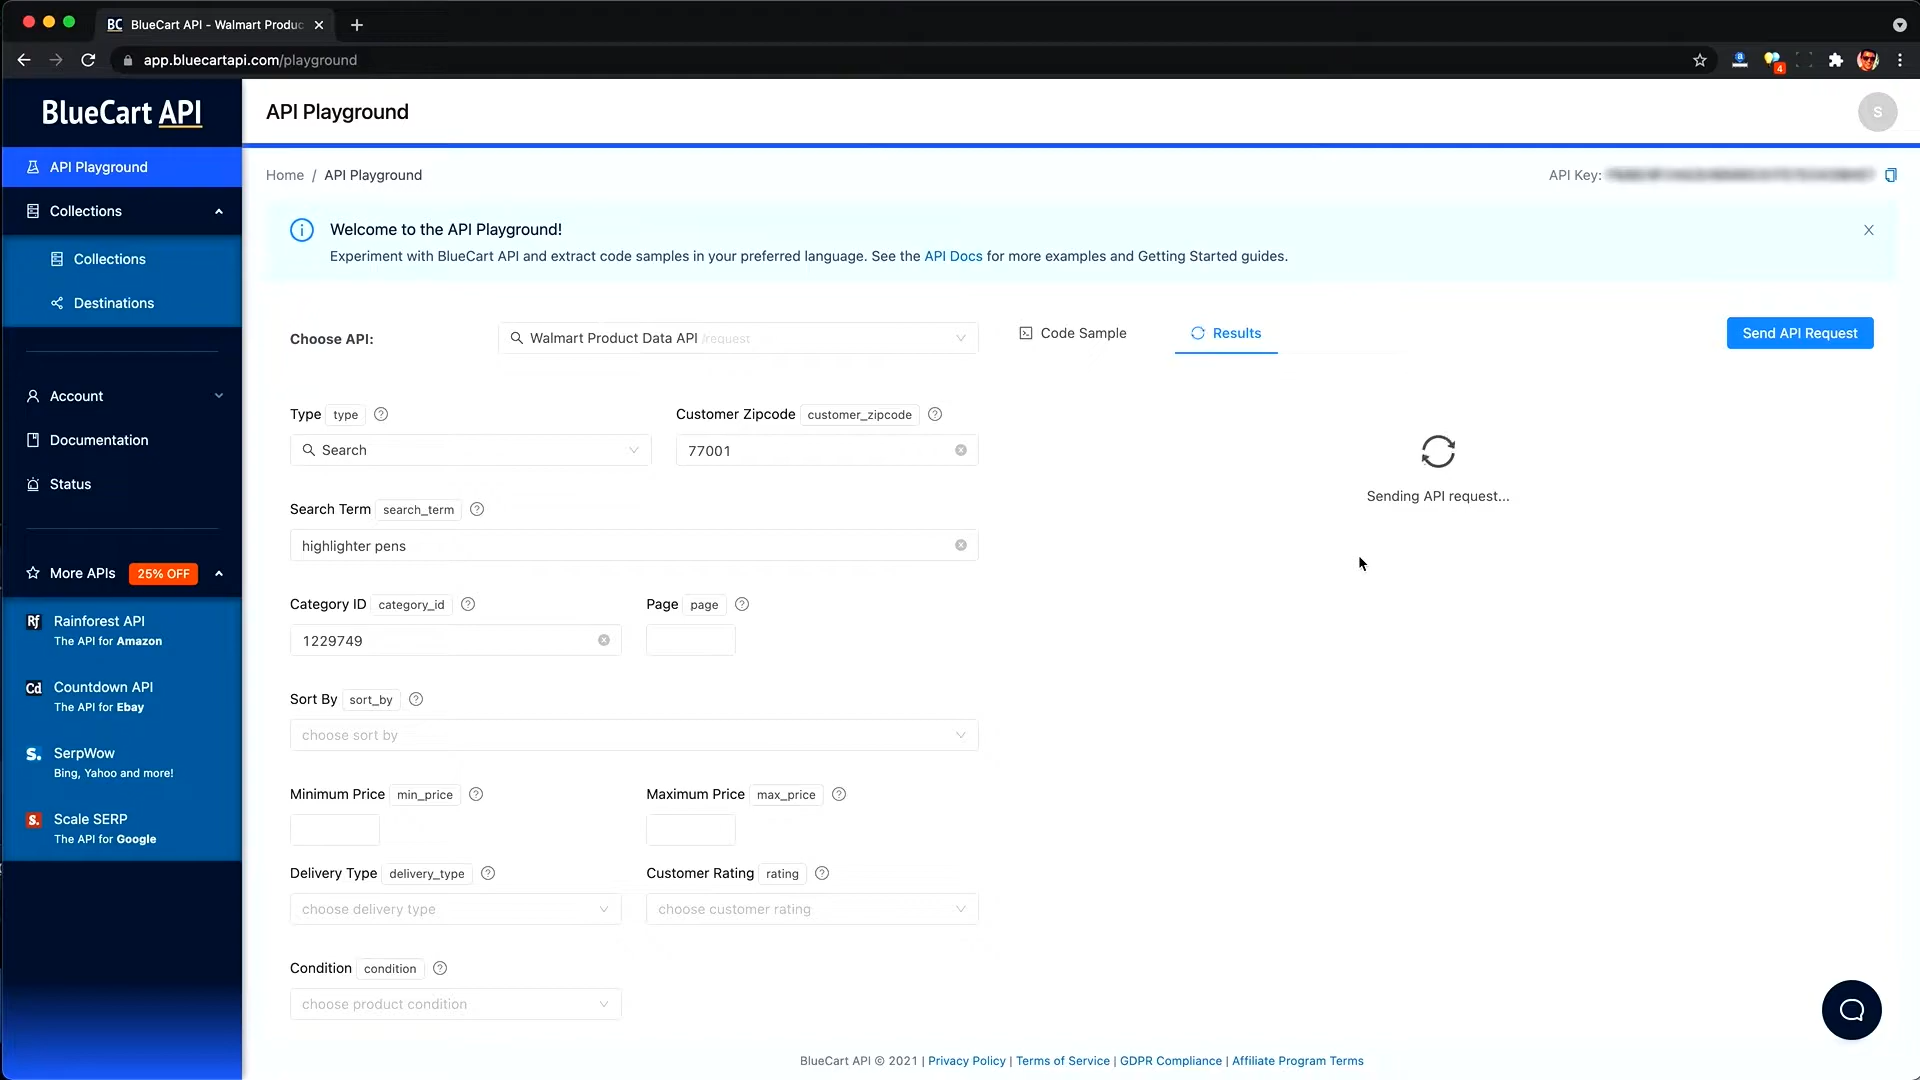 BC BlueCart API - Walmart Produc
app.bluecartapi.com/playground
4
BlueCart API
API Playground
S
API Playground
Collections
Collections
Destinations
Account
Documentation
Status
More APIs 25% OFF
Rf Rainforest API
The API for Amazon
Cd Countdown API
The API for Ebay
S. SerpWow
Bing, Yahoo and more!
S. Scale SERP
The API for Google
Home / API Playground
API Key:
Welcome to the API Playground!
Experiment with BlueCart API and extract code samples in your preferred language. See the API Docs for more examples and Getting Started guides.
Choose API: Walmart Product Data API /request
Code Sample Results Send API Request
Type type Customer Zipcode customer_zipcode
Search 77001
Sending API request...
Search Term search_term
highlighter pens
Category ID category_id Page page
1229749
Sort By sort_by
choose sort by
Minimum Price min_price Maximum Price max_price
Delivery Type delivery_type Customer Rating rating
choose delivery type choose customer rating
Condition condition
choose product condition
BlueCart API © 2021 | Privacy Policy | Terms of Service | GDPR Compliance | Affiliate Program Terms